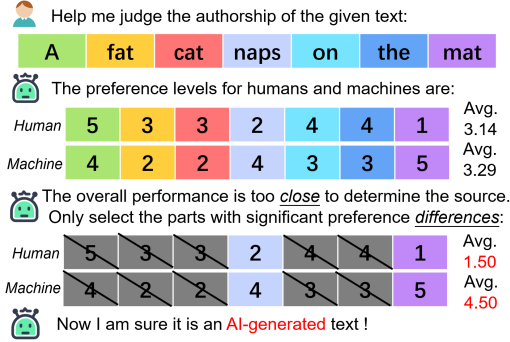 Help me judge the authorship of the given text:
A fat cat naps on the mat
The preference levels for humans and machines are:
Avg.
Human 5 3 3 2 4 4 1 3.14
Avg.
Machine 4 2 2 4 3 3 5 3.29
The overall performance is too close to determine the source.
Only select the parts with significant preference differences:
Avg.
Human 5 3 3 2 4 4 1 1.50
Avg.
Machine 4 2 2 4 3 3 5 4.50
Now I am sure it is an AI-generated text !